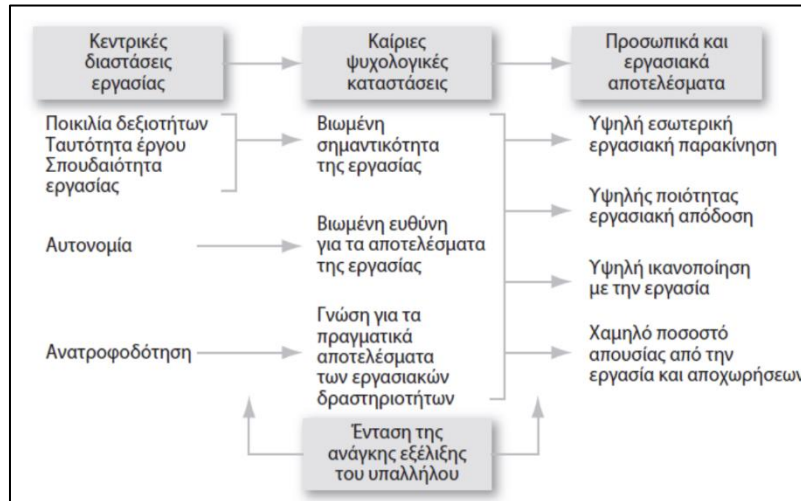 Κεντρικές
διαστάσεις
εργασίας
Καίριες
ψυχολογικές
καταστάσεις
Προσωπικά και
εργασιακά
αποτελέσματα
Ποικιλία δεξιοτήτων
Ταυτότητα έργου
Σπουδαιότητα
εργασίας
Βιωμένη
σημαντικότητα
της εργασίας
Υψηλή εσωτερική
εργασιακή παρακίνηση
Υψηλής ποιότητας
εργασιακή απόδοση
Αυτονομία
Βιωμένη ευθύνη
για τα αποτελέσματα
της εργασίας
Υψηλή ικανοποίηση
με την εργασία
Ανατροφοδότηση
Γνώση για τα
πραγματικά
αποτελέσματα
των εργασιακών
δραστηριοτήτων
Χαμηλό ποσοστό
απουσίας από την
εργασία και αποχωρήσεων
Ένταση της
ανάγκης εξέλιξης
του υπαλλήλου